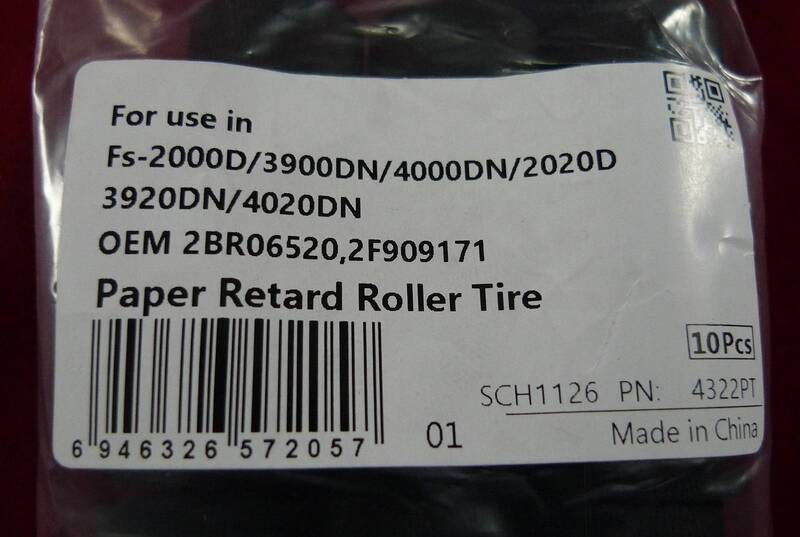 For use in
Fs-2000D/3900DN/4000DN/2020D
3920DN/4020DN
OEM 2BR06520,2F909171
Paper Retard Roller Tire
10Pcs
SCH1126 PN: 4322PT
6 946326 572057
01
Made in China